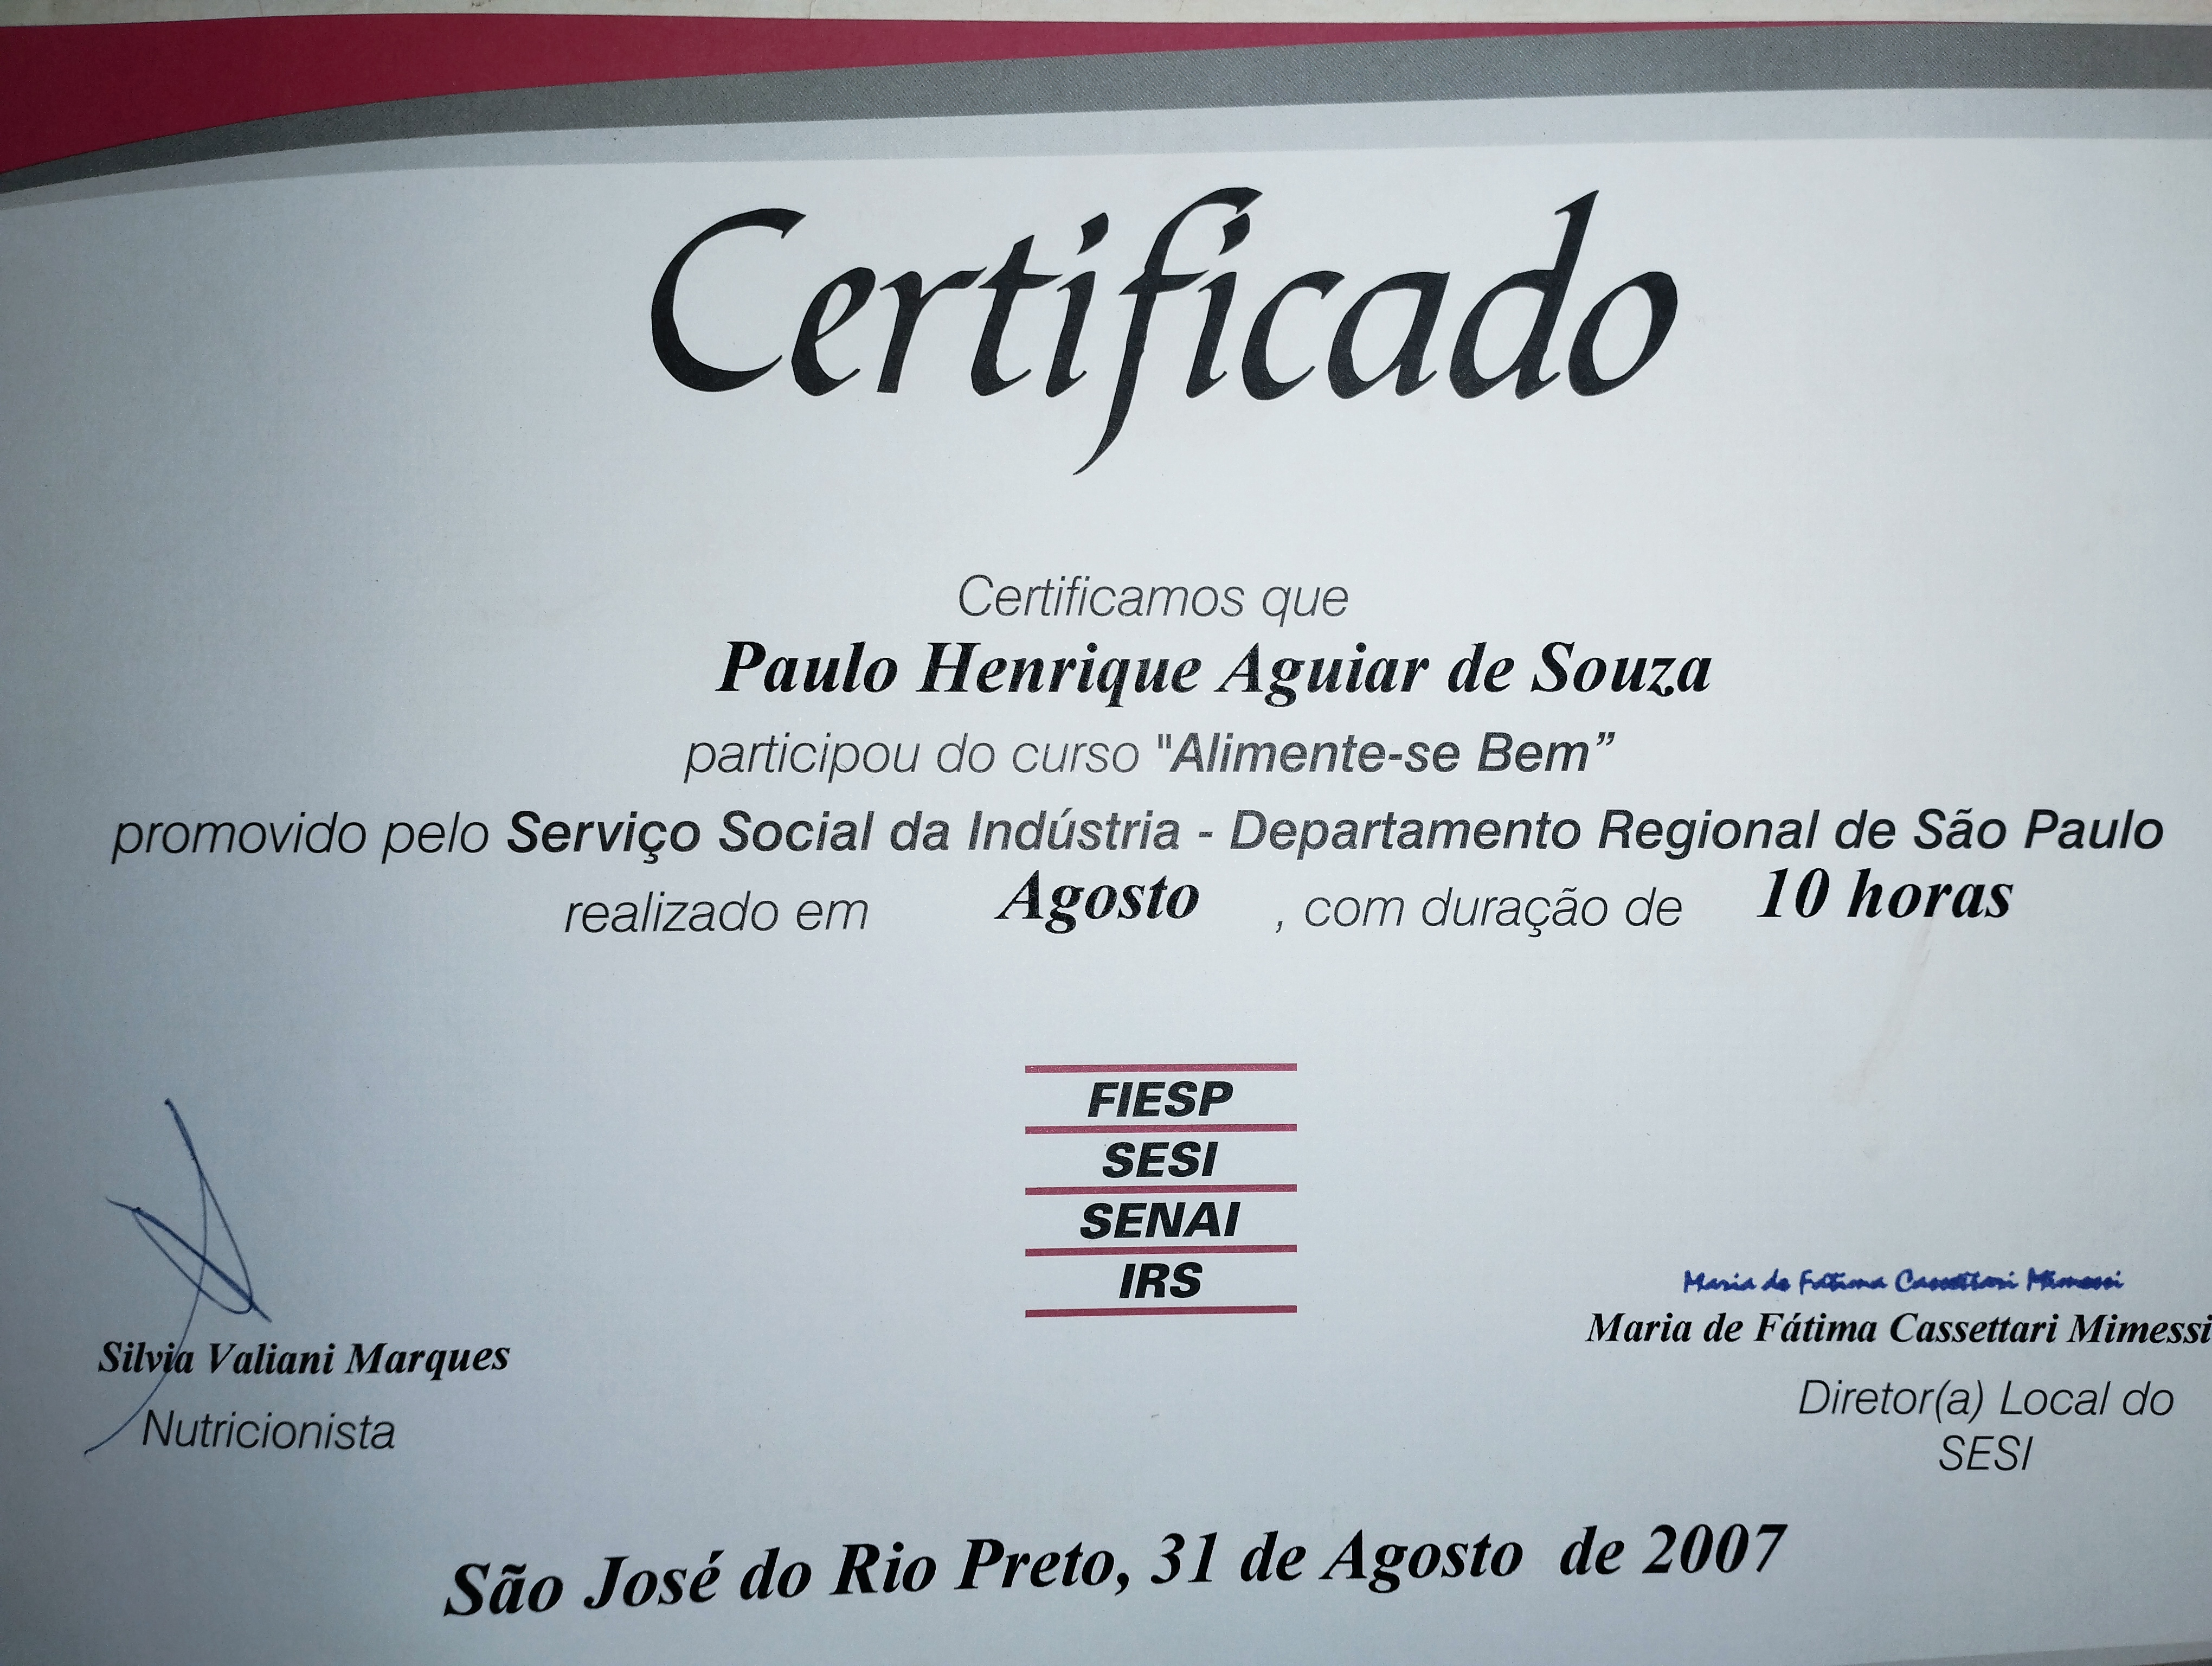 Certificado
Certificamos que
Paulo Henrique Aguiar de Souza
participou do curso "Alimente-se Bem”
promovido pelo Serviço Social da Indústria - Departamento Regional de São Paulo
realizado em Agosto , com duração de 10 horas
FIESP
SESI
SENAI
IRS
Silvia Valiani Marques
Nutricionista
Maria de Fátima Cassettari Mimessi
Maria de Fátima Cassettari Mimessi
Diretor(a) Local do
SESI
São José do Rio Preto, 31 de Agosto de 2007